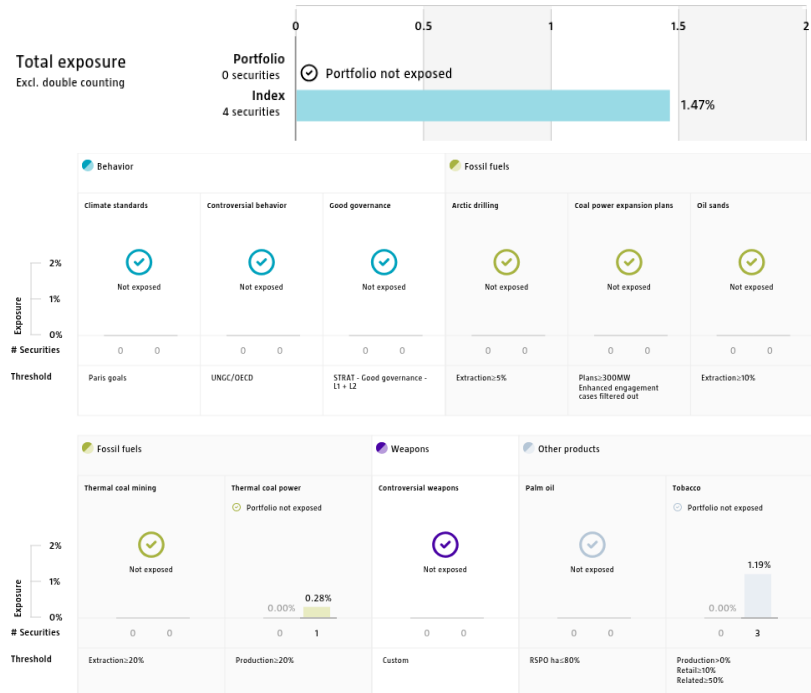 0 0.5 1 1.5 2
Total exposure
Excl. double counting
Portfolio
0 securities
Portfolio not exposed
Index
4 securities
1.47%
Behavior Fossil fuels
Climate standards Controversial behavior Good governance Arctic drilling Coal power expansion plans Oil sands
Exposure
2%
1%
0%
Not exposed Not exposed Not exposed Not exposed Not exposed Not exposed
# Securities 0 0 0 0 0 0 0 0 0 0 0 0
Threshold Paris goals UNGC/OECD STRAT - Good governance - Extraction≥5% Plans≥300MW Extraction≥10%
L1 + L2 Enhanced engagement
cases filtered out
Fossil fuels Weapons Other products
Thermal coal mining Thermal coal power Controversial weapons Palm oil Tobacco
Portfolio not exposed Portfolio not exposed
Exposure
2%
1%
0%
Not exposed Not exposed Not exposed
1.19%
0.28%
0.00% 0.00%
# Securities 0 0 0 1 0 0 0 0 0 3
Threshold Extraction≥20% Production≥20% Custom RSPO ha≤80% Production>0%
Retail≥10%
Related≥50%